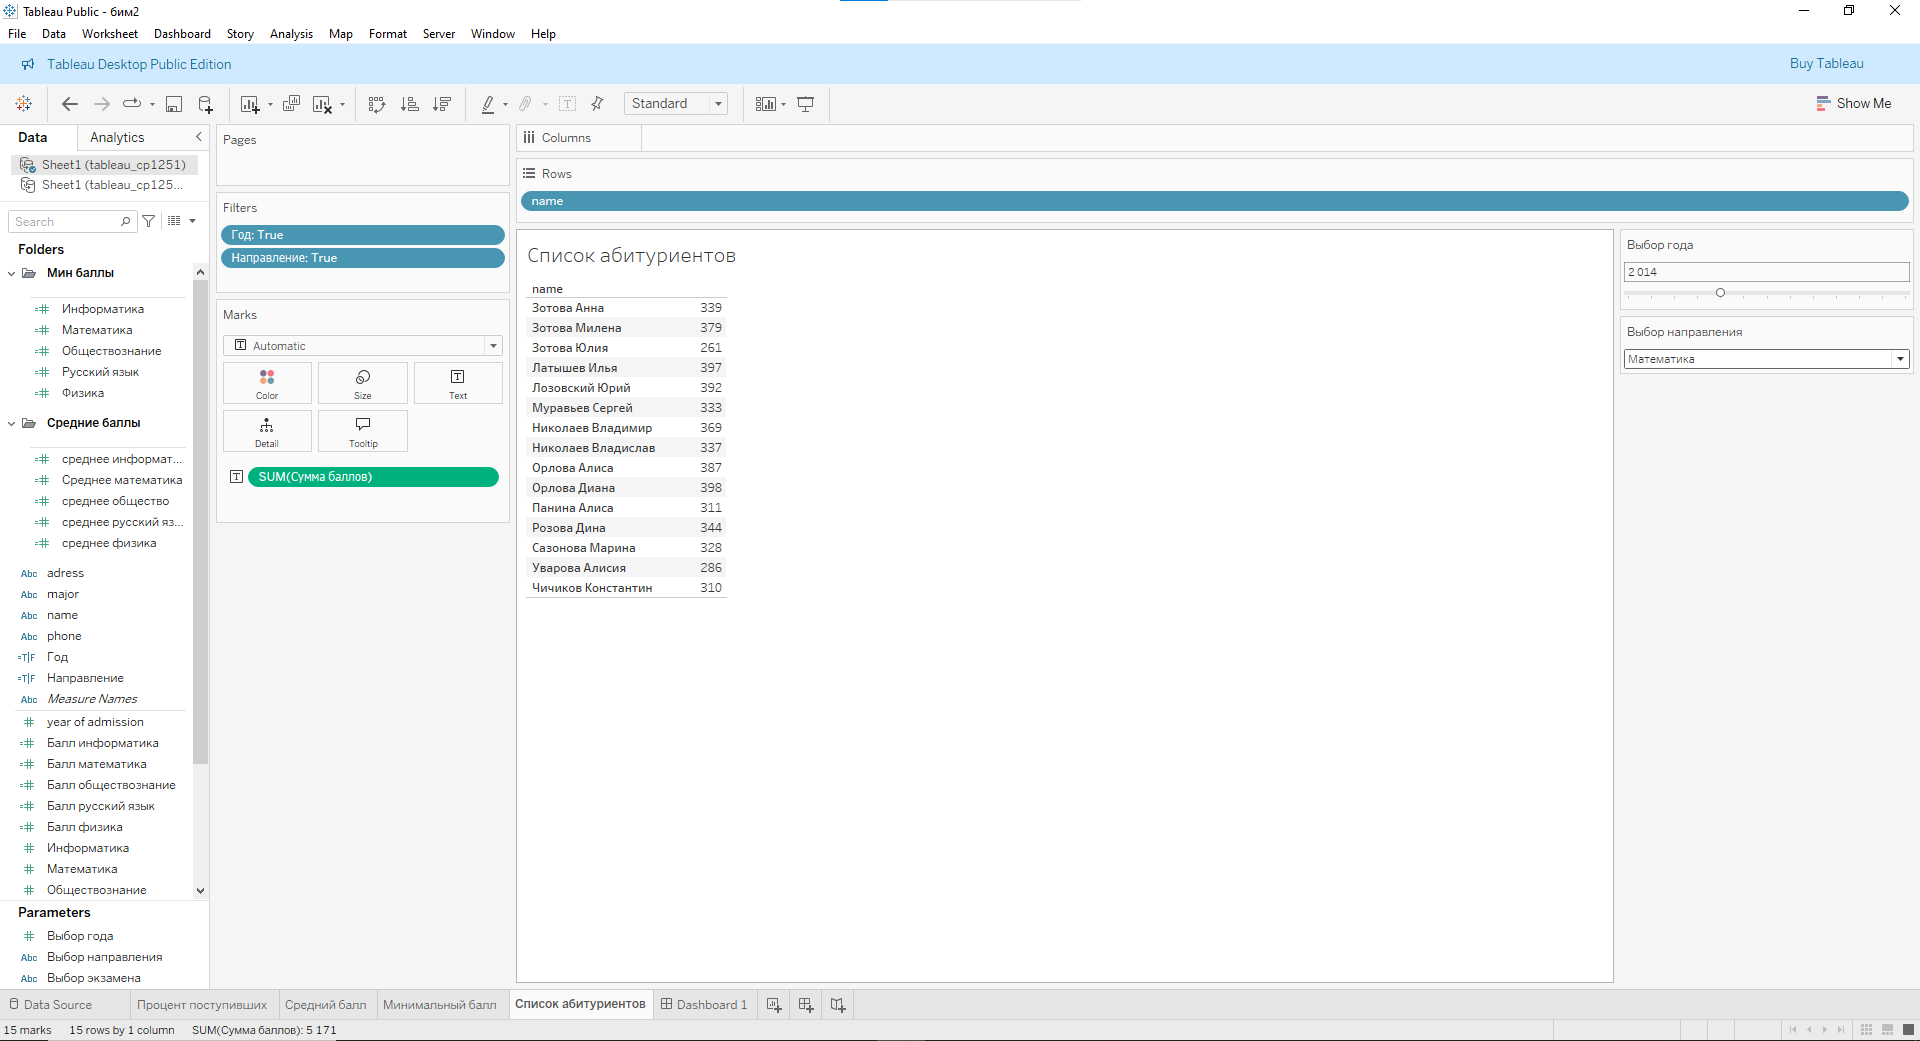 Tableau Public - бим2
File Data Worksheet Dashboard Story Analysis Map Format Server Window Help
Tableau Desktop Public Edition
Buy Tableau
Standard
Show Me
Data
Analytics
Sheet1 (tableau_cp1251)
Sheet1 (tableau_cp125...
Search
Folders
Мин баллы
Информатика
Математика
Обществознание
Русский язык
Физика
Средние баллы
среднее информат...
Среднее математика
среднее общество
среднее русский яз...
среднее физика
Abc adress
Abc major
Abc name
Abc phone
=T|F Год
=T|F Направление
Abc Measure Names
year of admission
Балл информатика
Балл математика
Балл обществознание
Балл русский язык
Балл физика
Информатика
Математика
Обществознание
Parameters
Выбор года
Abc Выбор направления
Abc Выбор экзамена
Pages
Filters
Год: True
Направление: True
Marks
Automatic
Color
Size
Text
Detail
Tooltip
SUM(Сумма баллов)
Columns
Rows
name
Список абитуриентов
name
Зотова Анна 339
Зотова Милена 379
Зотова Юлия 261
Латышев Илья 397
Лозовский Юрий 392
Муравьев Сергей 333
Николаев Владимир 369
Николаев Владислав 337
Орлова Алиса 387
Орлова Диана 398
Панина Алиса 311
Розова Дина 344
Сазонова Марина 328
Уварова Алисия 286
Чичиков Константин 310
Выбор года
2 014
Выбор направления
Математика
Data Source
Процент поступивших
Средний балл
Минимальный балл
Список абитуриентов
Dashboard 1
15 marks
15 rows by 1 column
SUM(Сумма баллов): 5 171